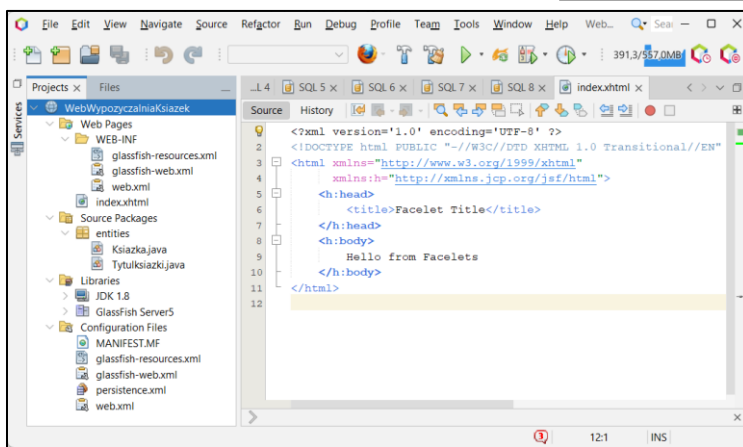 File Edit View Navigate Source Refactor Run Debug Profile Team Tools Window Help Web... Sea
391,3/557,0MB
Projects × Files
..L 4 SQL 5 × SQL 6 × SQL 7 × SQL 8 × index.xhtml ×
Services
Source History
WebWypozyczalniaKsiazek
Web Pages
WEB-INF
glassfish-resources.xml
glassfish-web.xml
web.xml
index.xhtml
Source Packages
entities
Ksiazka.java
Tytulksiazki.java
Libraries
JDK 1.8
GlassFish Server5
Configuration Files
MANIFEST.MF
glassfish-resources.xml
glassfish-web.xml
persistence.xml
web.xml
<?xml version='1.0' encoding='UTF-8' ?>
2 <!DOCTYPE html PUBLIC "-//W3C//DTD XHTML 1.0 Transitional//EN"
3 <html xmlns="http://www.w3.org/1999/xhtml"
4 xmlns:h="http://xmlns.jcp.org/jsf/html">
5 <h:head>
6 <title>Facelet Title</title>
7 </h:head>
8 <h:body>
9 Hello from Facelets
10 </h:body>
11 </html>
12
3 12:1 INS